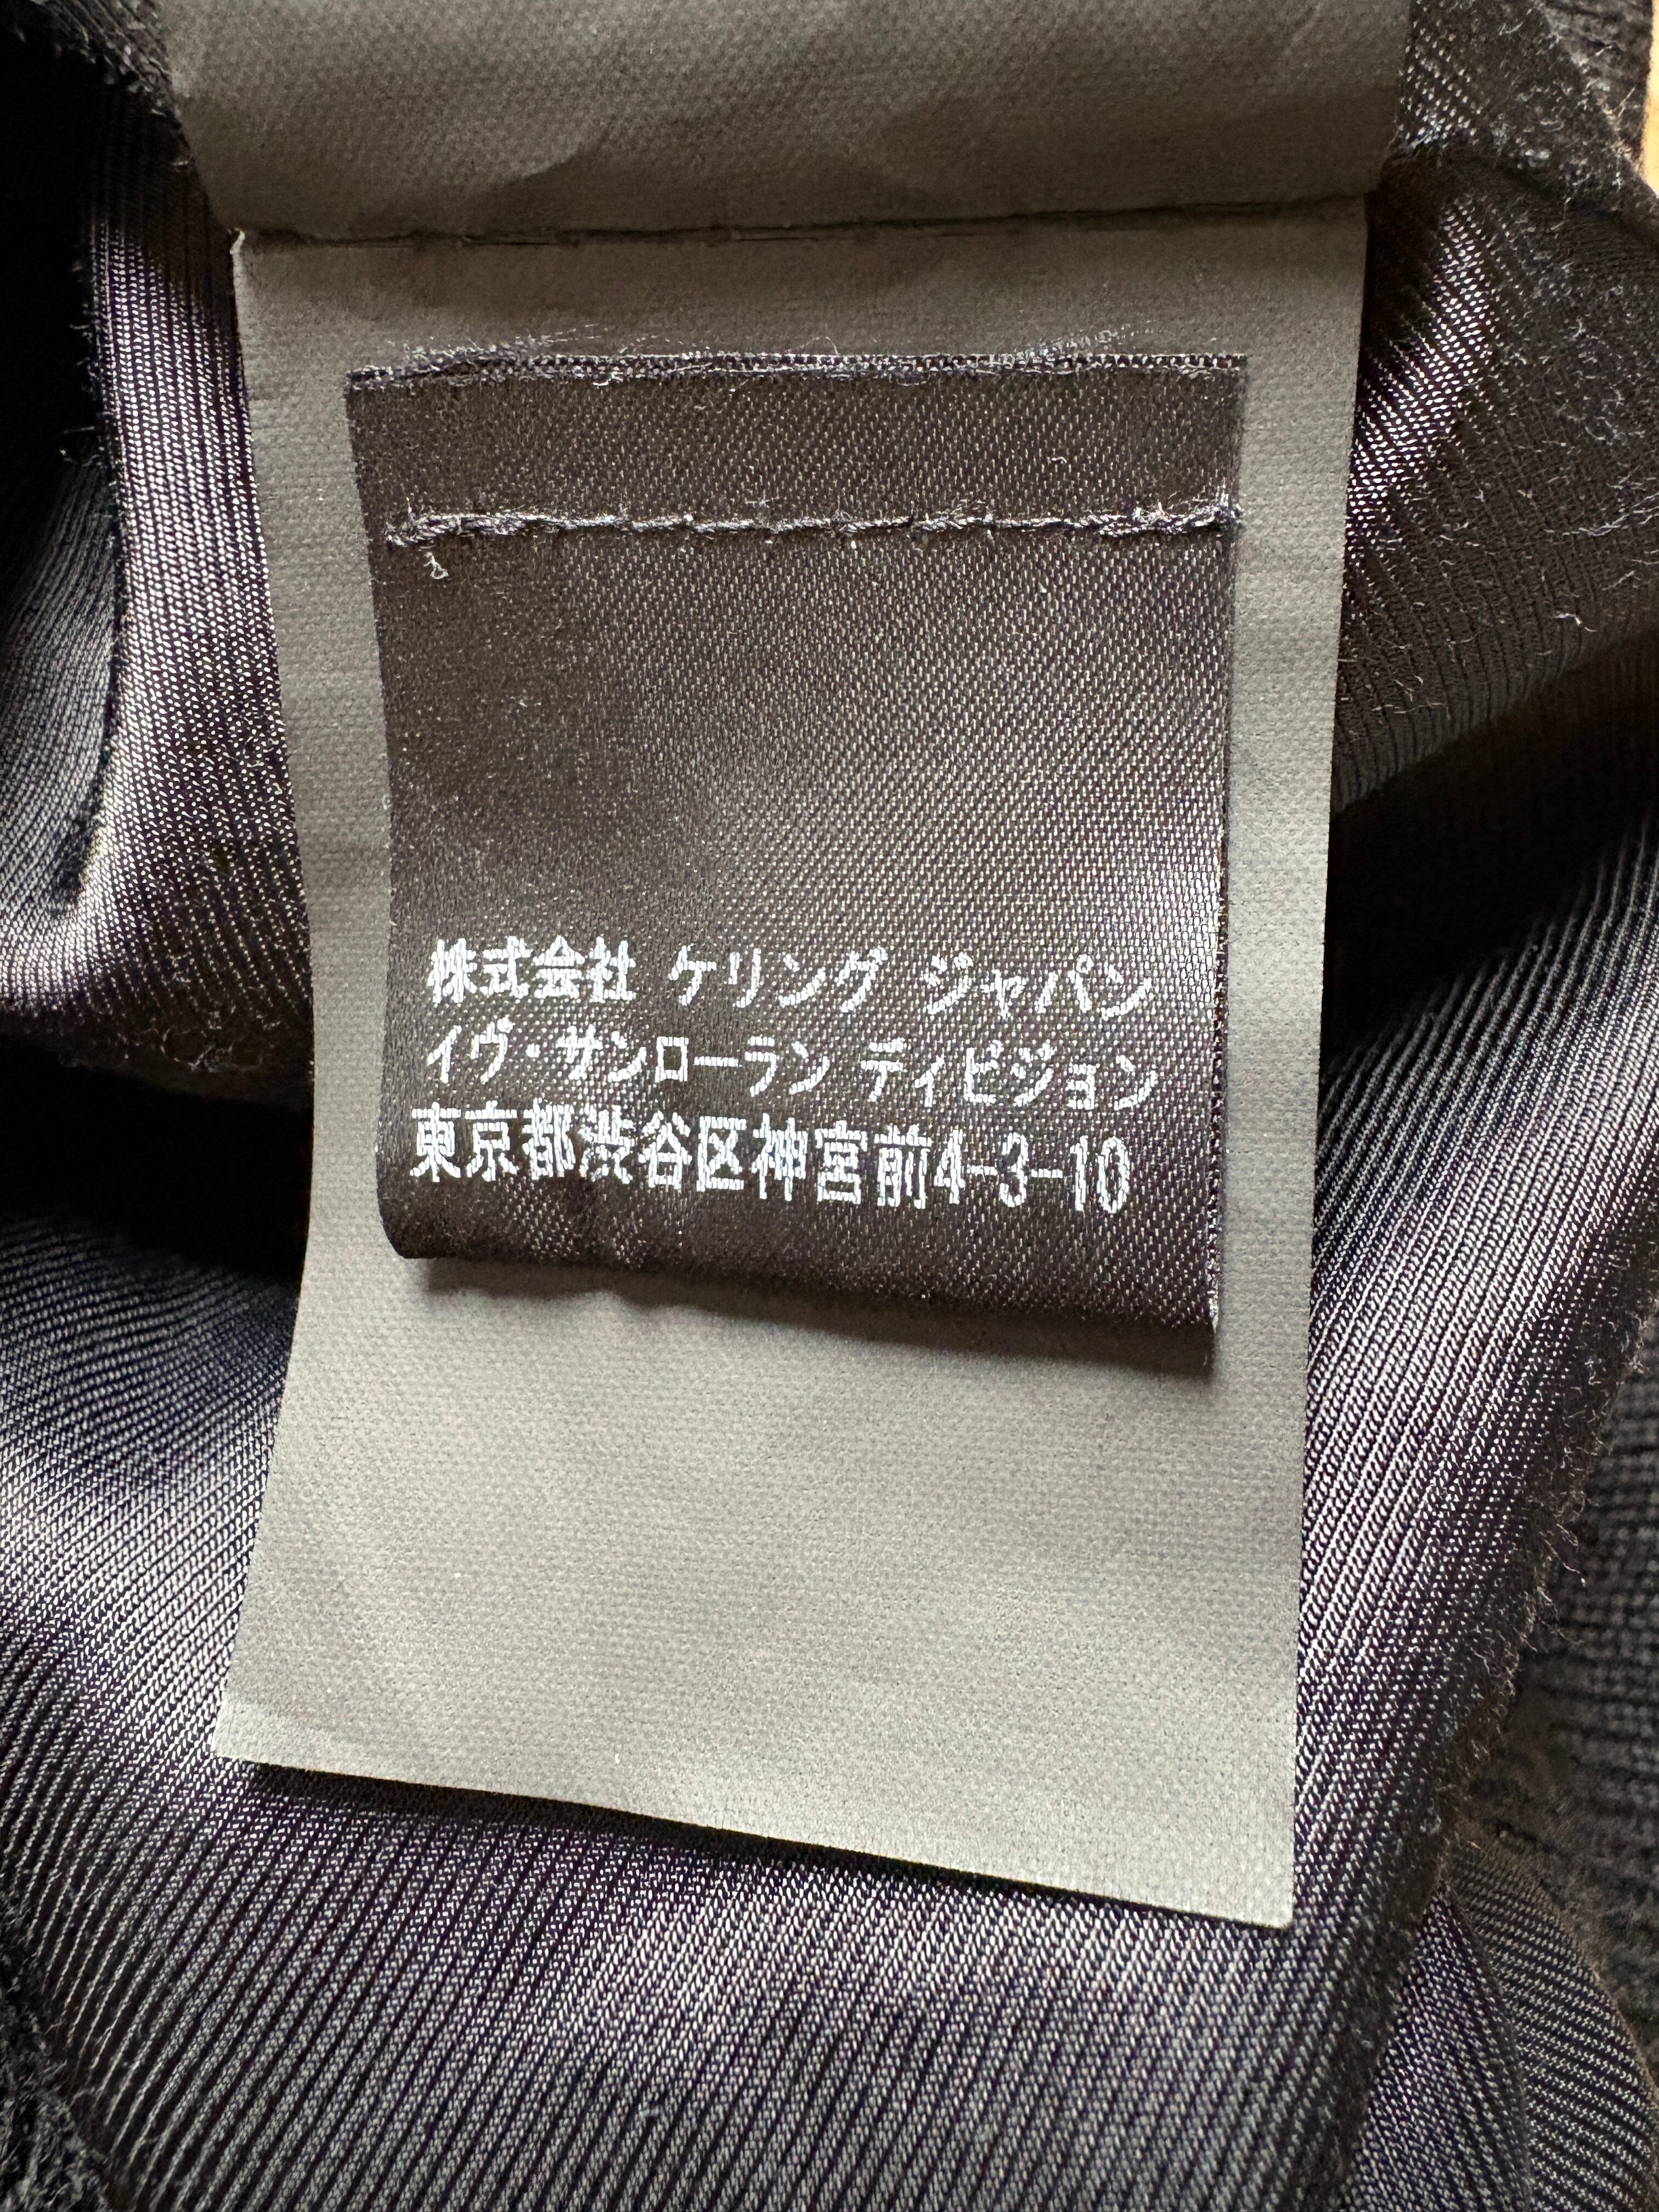 株式会社 ケリング ジャパン
イヴ・サンローラン ディビジョン
東京都渋谷区神宮前4-3-10